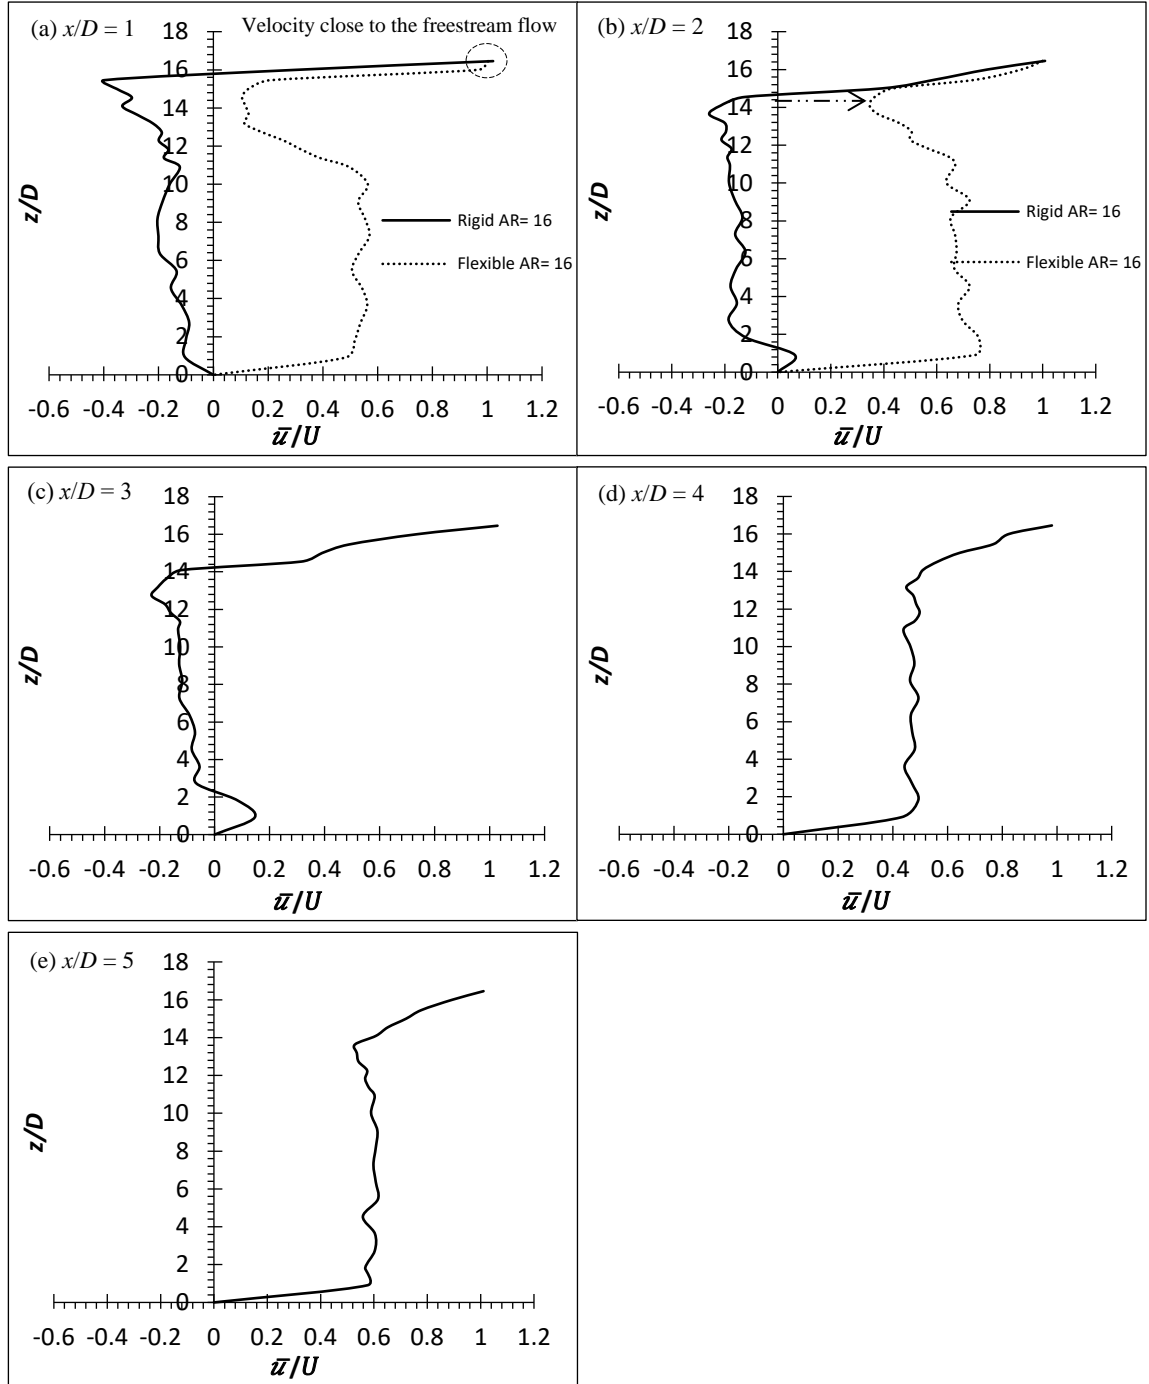 (a) x/D = 1
Velocity close to the freestream flow
18
16
14
12
10
8
6
4
2
0
z/D
Rigid AR= 16
Flexible AR= 16
-0.6 -0.4 -0.2 0 0.2 0.4 0.6 0.8 1 1.2
u̅/U
(b) x/D = 2
18
16
14
12
10
8
6
4
2
0
z/D
Rigid AR= 16
Flexible AR= 16
-0.6 -0.4 -0.2 0 0.2 0.4 0.6 0.8 1 1.2
u̅/U
(c) x/D = 3
18
16
14
12
10
8
6
4
2
0
z/D
-0.6 -0.4 -0.2 0 0.2 0.4 0.6 0.8 1 1.2
u̅/U
(d) x/D = 4
18
16
14
12
10
8
6
4
2
0
z/D
-0.6 -0.4 -0.2 0 0.2 0.4 0.6 0.8 1 1.2
u̅/U
(e) x/D = 5
18
16
14
12
10
8
6
4
2
0
z/D
-0.6 -0.4 -0.2 0 0.2 0.4 0.6 0.8 1 1.2
u̅/U